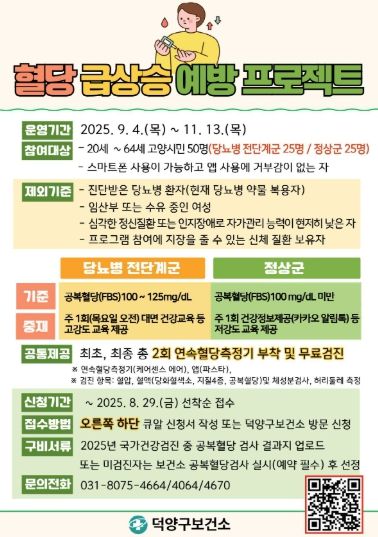 혈당 급상승 예방 프로젝트
운영기간 2025. 9. 4.(목) ~ 11. 13.(목)
참여대상 - 20세 ~ 64세 고양시민 50명(당뇨병 전단계군 25명 / 정상군 25명)
- 스마트폰 사용이 가능하고 앱 사용에 거부감이 없는 자
제외기준 - 진단받은 당뇨병 환자(현재 당뇨병 약물 복용자)
- 임산부 또는 수유 중인 여성
- 심각한 정신질환 또는 인지장애로 자가관리 능력이 현저히 낮은 자
- 프로그램 참여에 지장을 줄 수 있는 신체 질환 보유자
당뇨병 전단계군 정상군
기준 공복혈당(FBS)100 ~ 125mg/dL 공복혈당(FBS)100 mg/dL 미만
중재 주 1회(목요일 오전) 대면 건강교육 등 주 1회 건강정보제공(카카오 알림톡) 등
고강도 교육 제공 저강도 교육 제공
공통제공 최초, 최종 총 2회 연속혈당측정기 부착 및 무료검진
※ 연속혈당측정기(케어센스 에어), 앱(파스타),
※ 검진 항목: 혈압, 혈액(당화혈색소, 지질4종, 공복혈당)및 체성분검사, 허리둘레 측정
신청기간 ~ 2025. 8. 29.(금) 선착순 접수
접수방법 오른쪽 하단 큐알 신청서 작성 또는 덕양구보건소 방문 신청
구비서류 2025년 국가건강검진 중 공복혈당 검사 결과지 업로드
또는 미검진자는 보건소 공복혈당검사 실시(예약 필수) 후 선정
문의전화 031-8075-4664/4064/4670
덕양구보건소